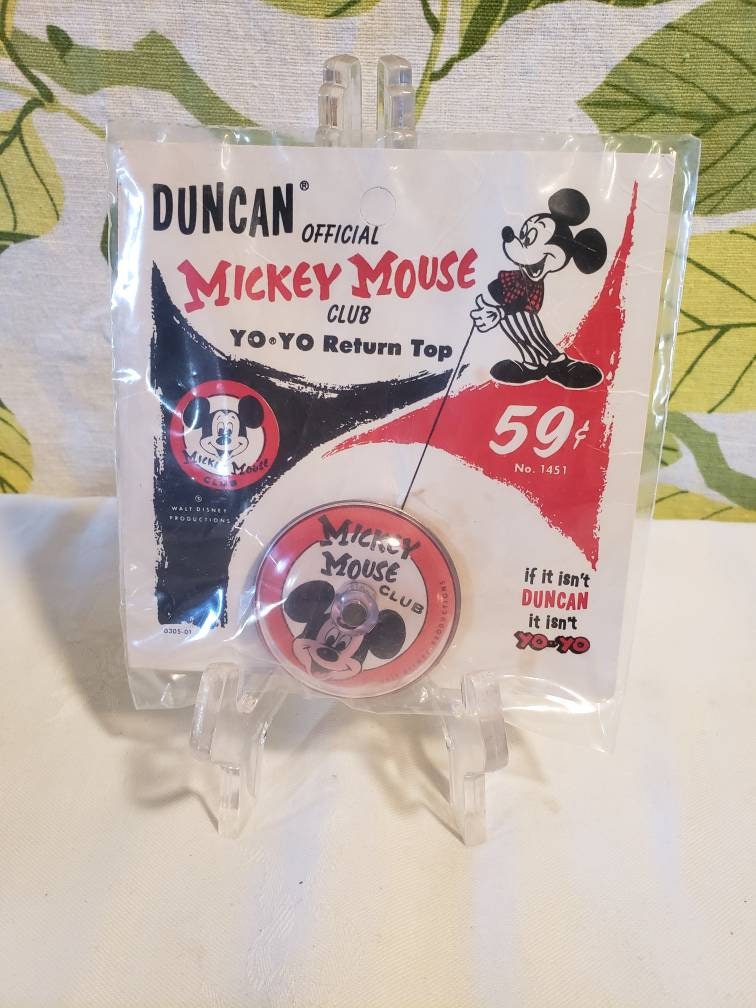 DUNCAN®
OFFICIAL
MICKEY MOUSE
CLUB
YO•YO Return Top
MICKEY MOUSE
CLUB
©
WALT DISNEY
PRODUCTIONS
59¢
No. 1451
MICKEY
MOUSE
CLUB
PRODUCTIONS
if it isn't
DUNCAN
it isn't
YO-YO
0305-01